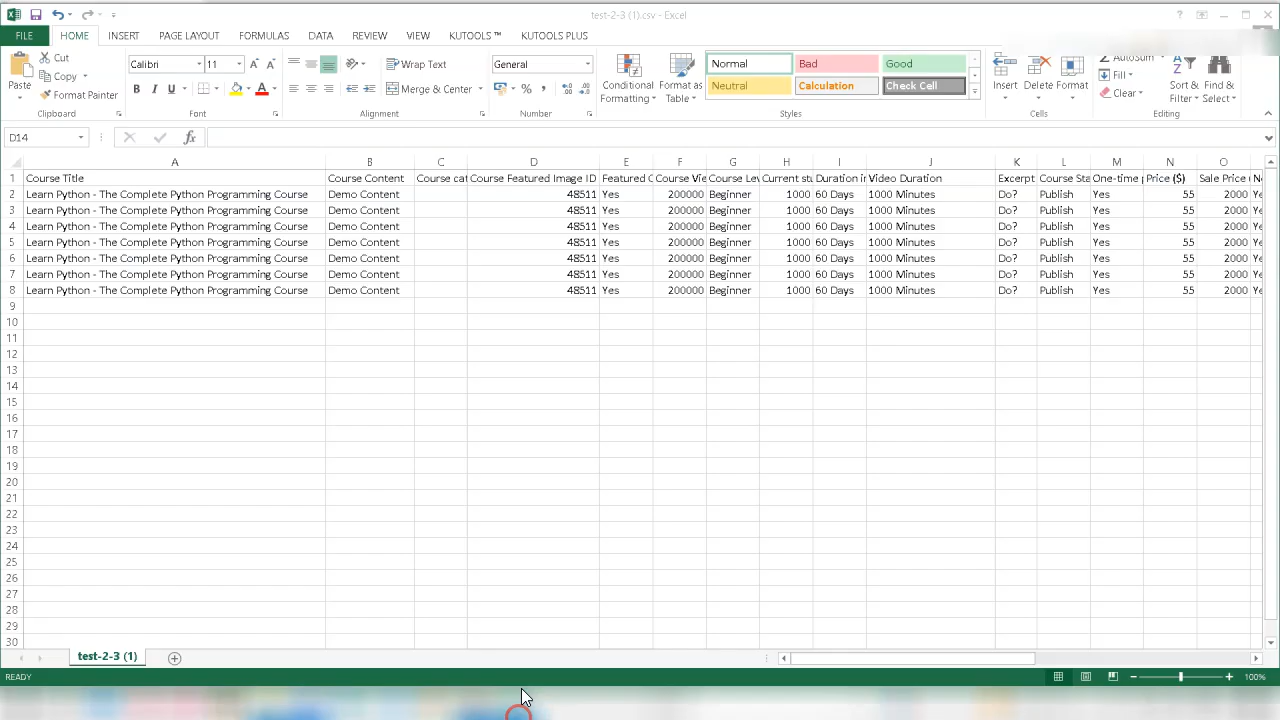 test-2-3 (1).csv - Excel
FILE HOME INSERT PAGE LAYOUT FORMULAS DATA REVIEW VIEW KUTOOLS ™ KUTOOLS PLUS
Paste Cut
Copy
Format Painter
Calibri 11
B I U
Wrap Text
Merge & Center
General
% ,
Conditional Formatting
Format as Table
Normal Bad Good
Neutral Calculation Check Cell
Insert Delete Format
AutoSum
Fill
Clear
Sort & Filter
Find & Select
Clipboard Font Alignment Number Styles Cells Editing
D14 fx
A B C D E F G H I J K L M N O
1 Course Title Course Content Course cat Course Featured Image ID Featured C Course Vie Course Lev Current stu Duration in Video Duration Excerpt Course Sta One-time p Price ($) Sale Price (
2 Learn Python - The Complete Python Programming Course Demo Content 48511 Yes 200000 Beginner 1000 60 Days 1000 Minutes Do? Publish Yes 55 2000 Ye
3 Learn Python - The Complete Python Programming Course Demo Content 48511 Yes 200000 Beginner 1000 60 Days 1000 Minutes Do? Publish Yes 55 2000 Ye
4 Learn Python - The Complete Python Programming Course Demo Content 48511 Yes 200000 Beginner 1000 60 Days 1000 Minutes Do? Publish Yes 55 2000 Ye
5 Learn Python - The Complete Python Programming Course Demo Content 48511 Yes 200000 Beginner 1000 60 Days 1000 Minutes Do? Publish Yes 55 2000 Ye
6 Learn Python - The Complete Python Programming Course Demo Content 48511 Yes 200000 Beginner 1000 60 Days 1000 Minutes Do? Publish Yes 55 2000 Ye
7 Learn Python - The Complete Python Programming Course Demo Content 48511 Yes 200000 Beginner 1000 60 Days 1000 Minutes Do? Publish Yes 55 2000 Ye
8 Learn Python - The Complete Python Programming Course Demo Content 48511 Yes 200000 Beginner 1000 60 Days 1000 Minutes Do? Publish Yes 55 2000 Ye
9
10
11
12
13
14
15
16
17
18
19
20
21
22
23
24
25
26
27
28
29
30
test-2-3 (1)
READY 100%